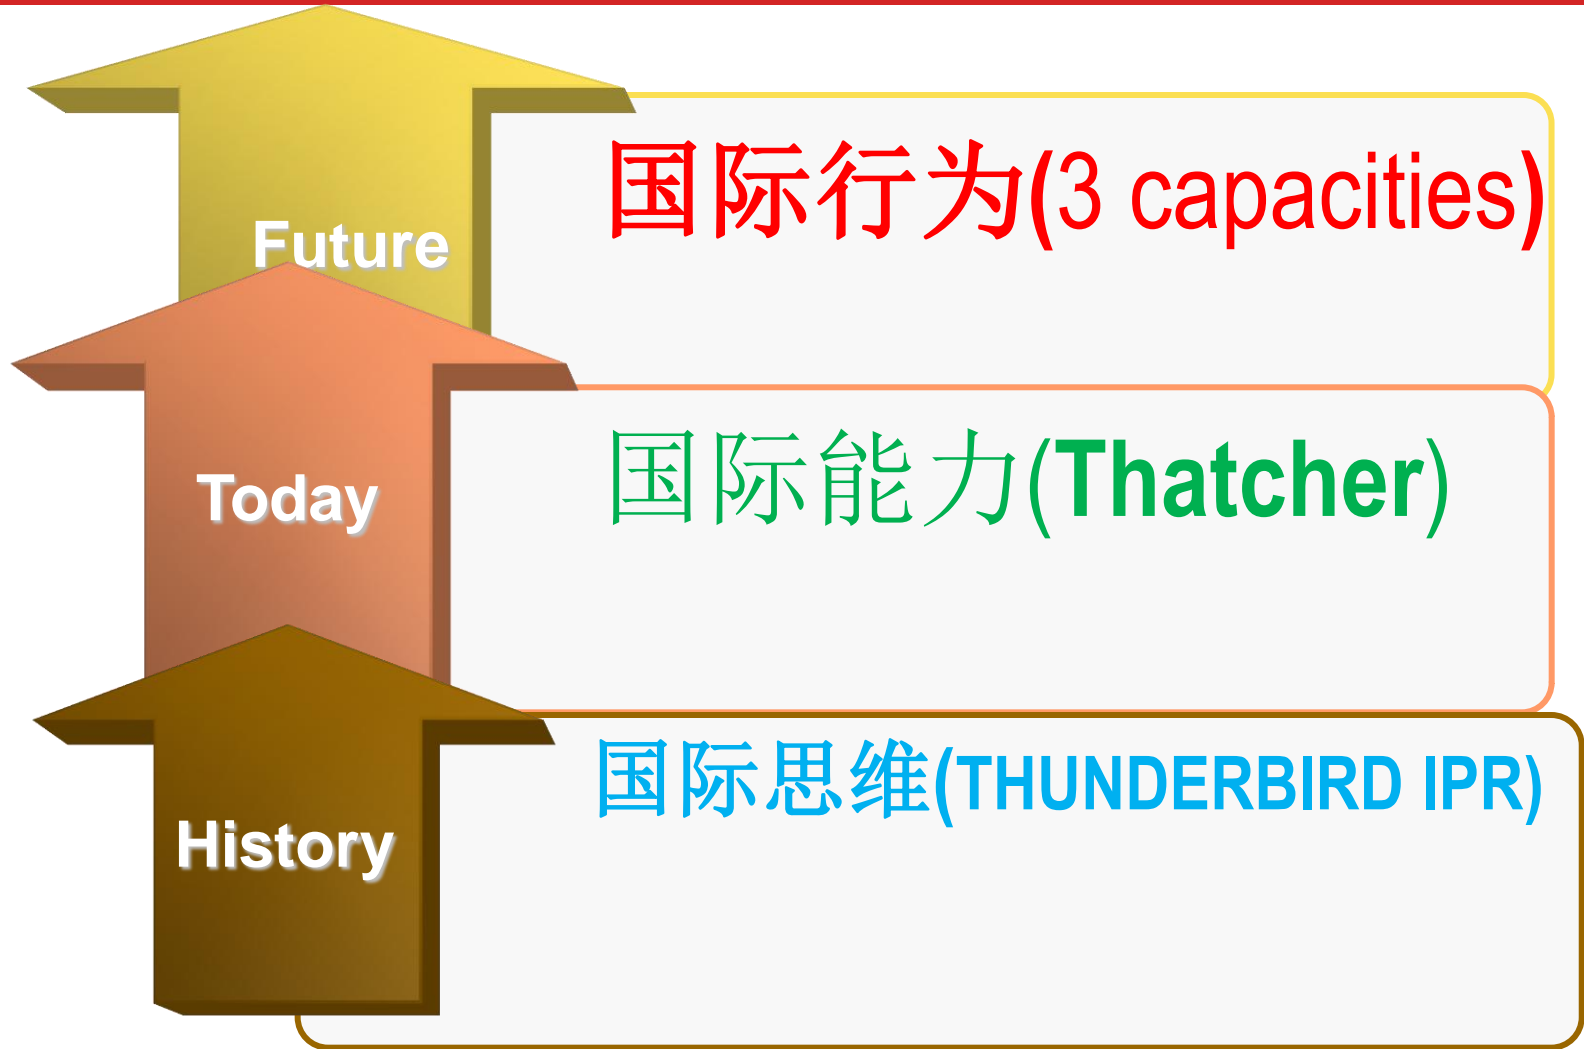 Future
国际行为(3 capacities)
Today
国际能力(Thatcher)
History
国际思维(THUNDERBIRD IPR)